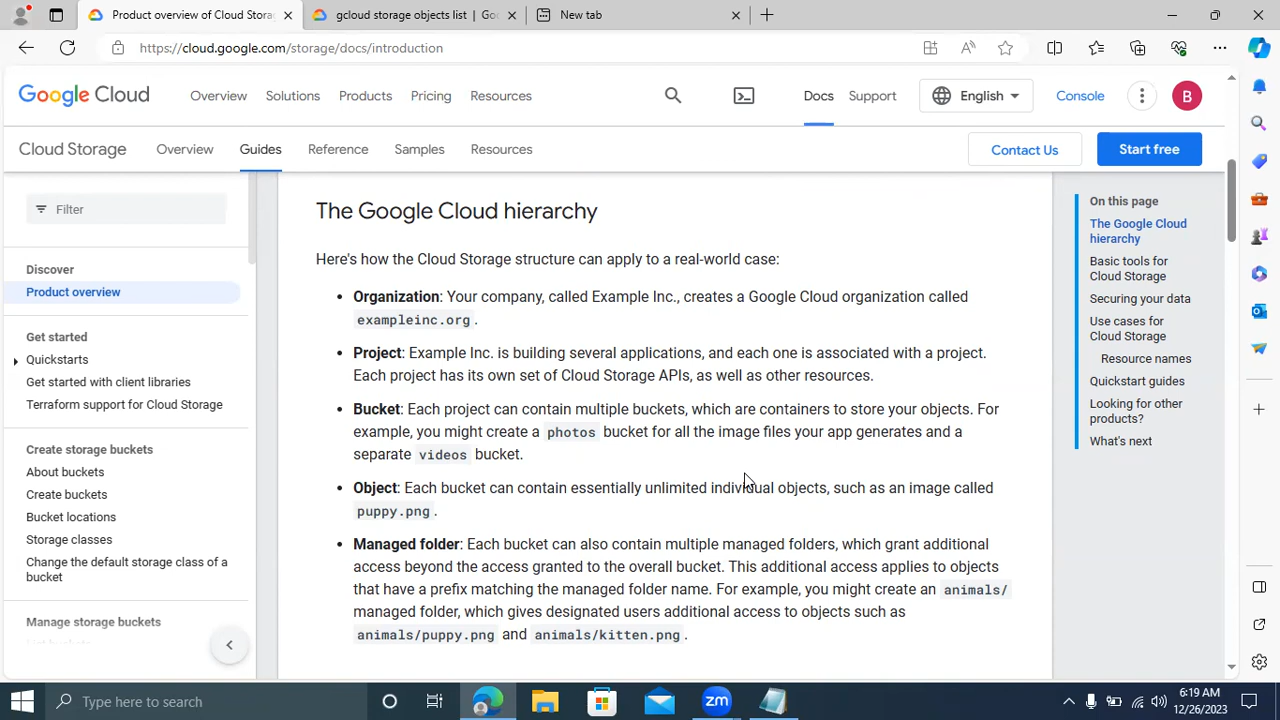 Product overview of Cloud Stora
gcloud storage objects list | Goo
New tab
https://cloud.google.com/storage/docs/introduction
Google Cloud
Overview
Solutions
Products
Pricing
Resources
Docs
Support
English
Console
B
Cloud Storage
Overview
Guides
Reference
Samples
Resources
Contact Us
Start free
Filter
Discover
Product overview
Get started
Quickstarts
Get started with client libraries
Terraform support for Cloud Storage
Create storage buckets
About buckets
Create buckets
Bucket locations
Storage classes
Change the default storage class of a
bucket
Manage storage buckets
List buckets
The Google Cloud hierarchy
Here's how the Cloud Storage structure can apply to a real-world case:
• Organization: Your company, called Example Inc., creates a Google Cloud organization called
exampleinc.org .
• Project: Example Inc. is building several applications, and each one is associated with a project.
Each project has its own set of Cloud Storage APIs, as well as other resources.
• Bucket: Each project can contain multiple buckets, which are containers to store your objects. For
example, you might create a photos bucket for all the image files your app generates and a
separate videos bucket.
• Object: Each bucket can contain essentially unlimited individual objects, such as an image called
puppy.png .
• Managed folder: Each bucket can also contain multiple managed folders, which grant additional
access beyond the access granted to the overall bucket. This additional access applies to objects
that have a prefix matching the managed folder name. For example, you might create an animals/
managed folder, which gives designated users additional access to objects such as
animals/puppy.png and animals/kitten.png .
On this page
The Google Cloud
hierarchy
Basic tools for
Cloud Storage
Securing your data
Use cases for
Cloud Storage
Resource names
Quickstart guides
Looking for other
products?
What's next
Type here to search
zm
6:19 AM
12/26/2023